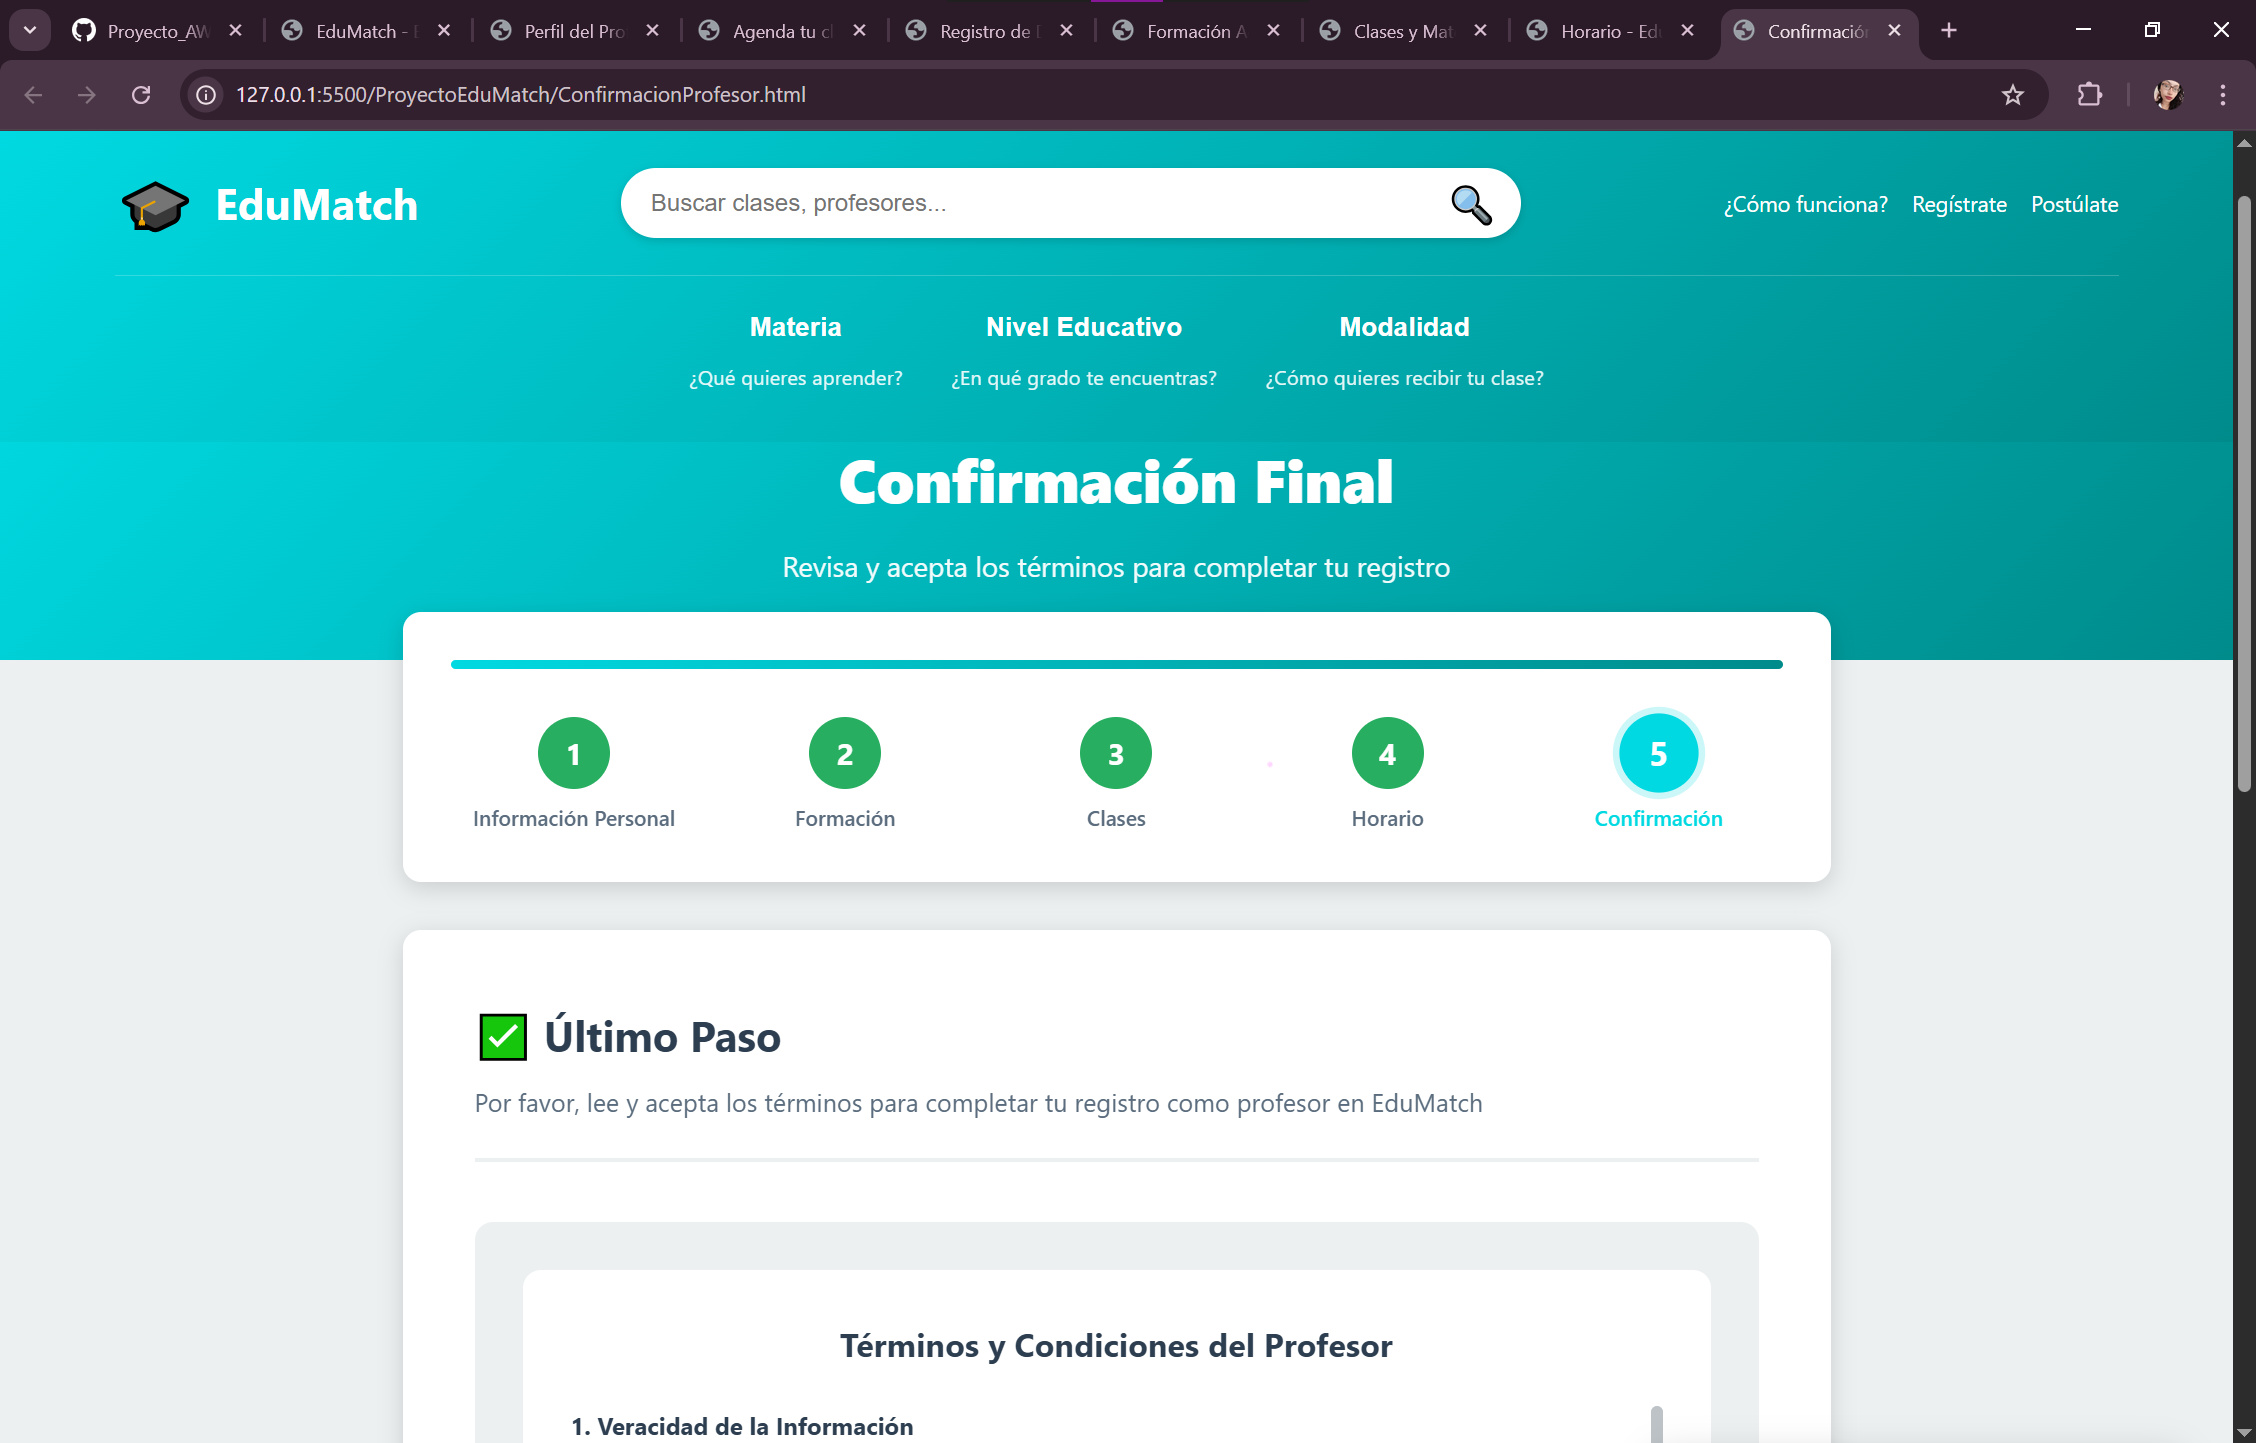 Proyecto_AW
EduMatch - E
Perfil del Pro
Agenda tu cl
Registro de
Formación A
Clases y Mat
Horario - Ed
Confirmació
127.0.0.1:5500/ProyectoEduMatch/ConfirmacionProfesor.html
EduMatch
Buscar clases, profesores...
¿Cómo funciona? Regístrate Postúlate
Materia
¿Qué quieres aprender?
Nivel Educativo
¿En qué grado te encuentras?
Modalidad
¿Cómo quieres recibir tu clase?
Confirmación Final
Revisa y acepta los términos para completar tu registro
1
Información Personal
2
Formación
3
Clases
4
Horario
5
Confirmación
Último Paso
Por favor, lee y acepta los términos para completar tu registro como profesor en EduMatch
Términos y Condiciones del Profesor
1. Veracidad de la Información